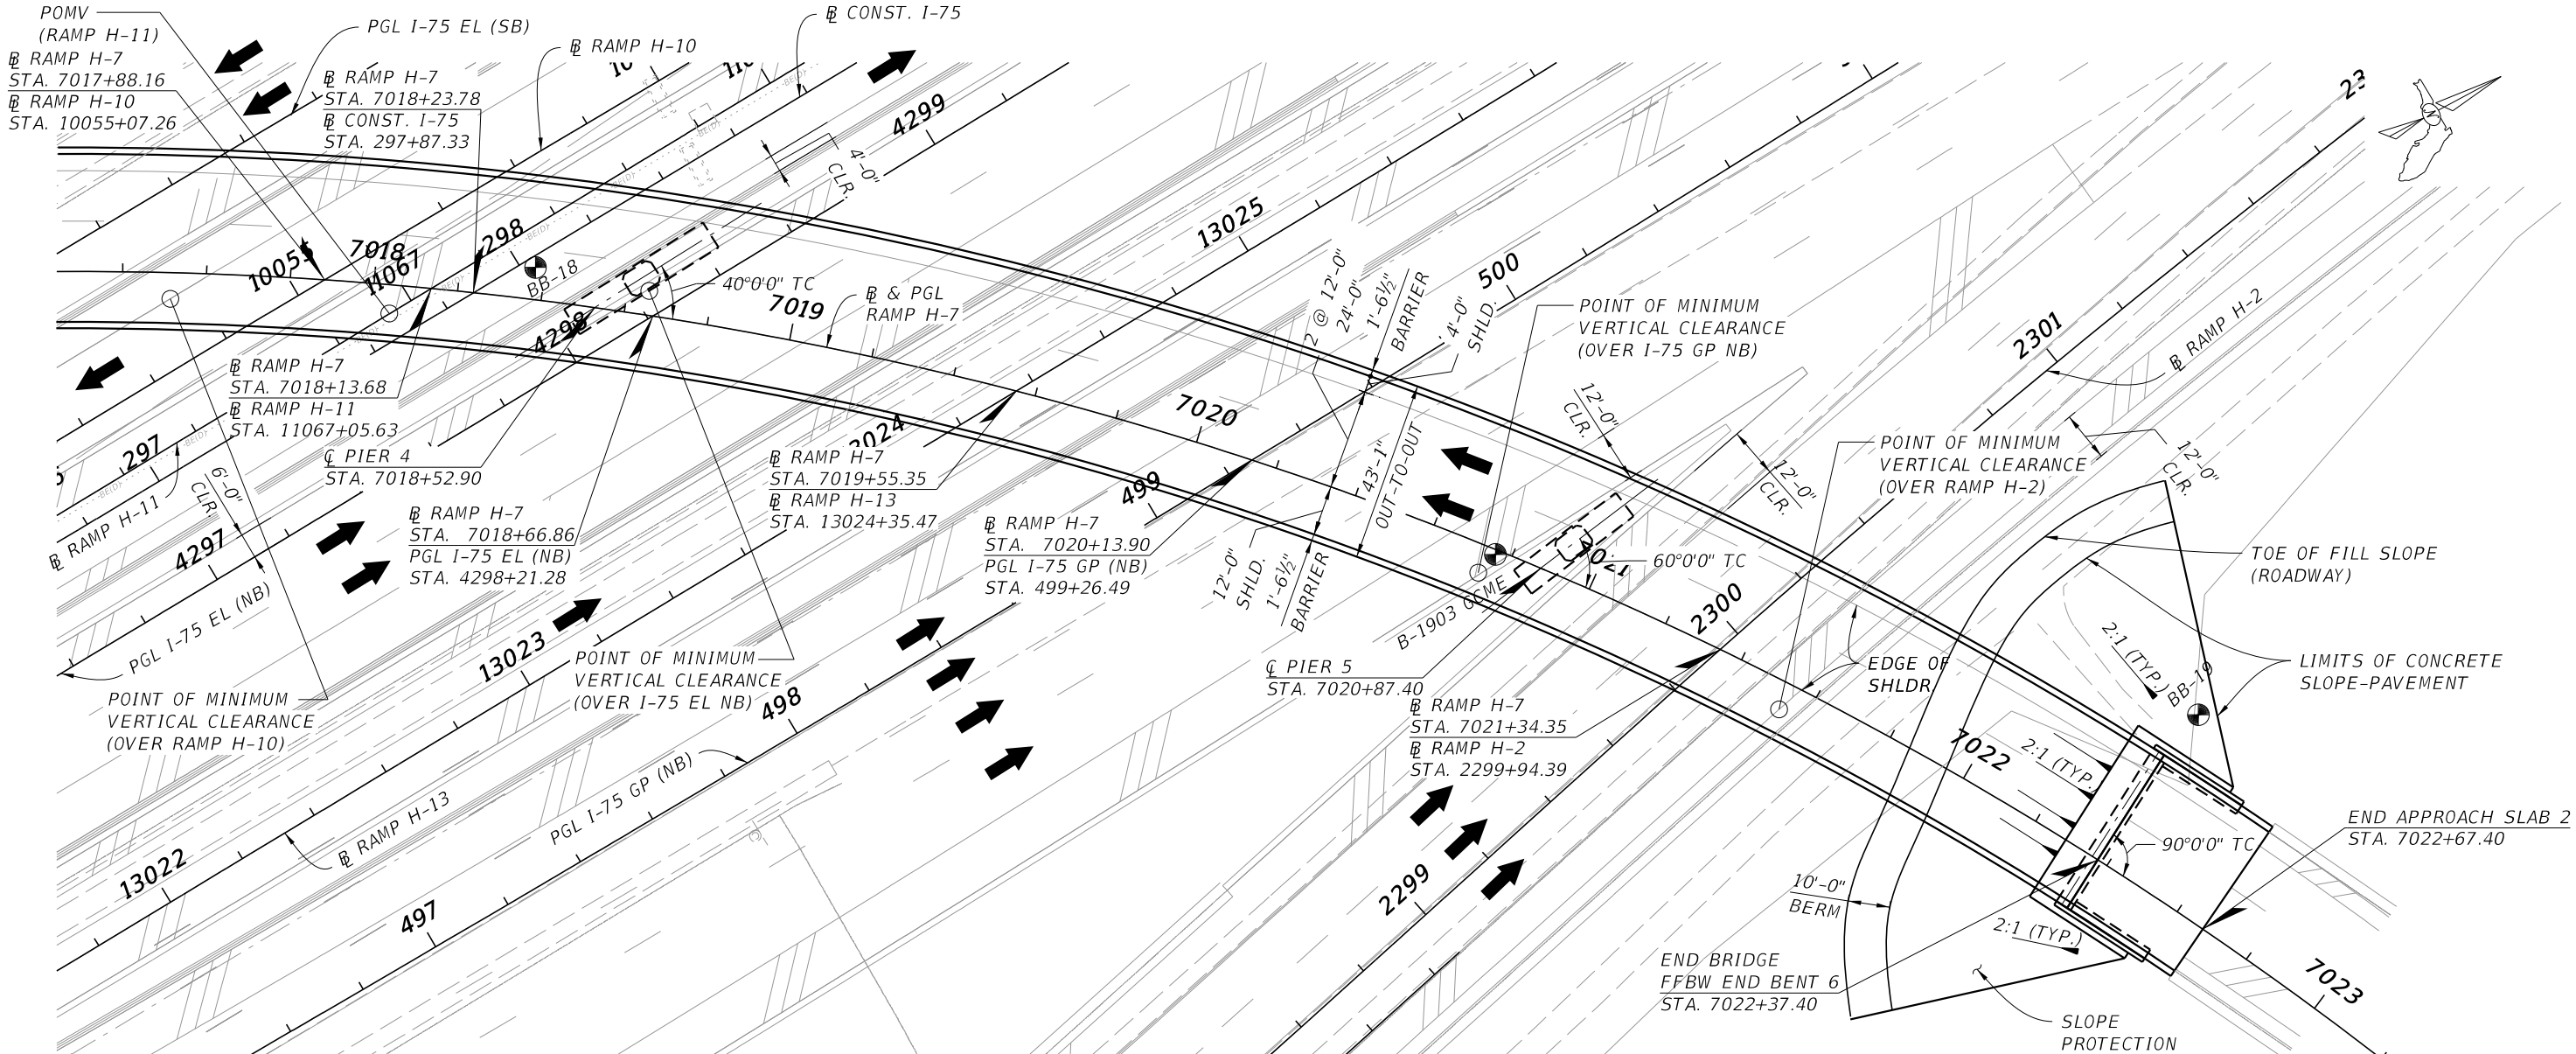 POMV
(RAMP H-11)
℄ RAMP H-7
STA. 7017+88.16
℄ RAMP H-10
STA. 10055+07.26
PGL I-75 EL (SB)
℄ RAMP H-7
STA. 7018+23.78
℄ CONST. I-75
STA. 297+87.33
℄ RAMP H-10
℄ CONST. I-75
4299
4'-0"
CLR.
10055
7018
11067
298
BB-18
4298
40°0'0" TC
7019
℄ & PGL
RAMP H-7
13025
2 @ 12'-0"
24'-0"
1'-6½"
BARRIER
4'-0"
SHLD.
500
POINT OF MINIMUM
VERTICAL CLEARANCE
(OVER I-75 GP NB)
2301
℄ RAMP H-2
℄ RAMP H-7
STA. 7018+13.68
℄ RAMP H-11
STA. 11067+05.63
℄ PIER 4
STA. 7018+52.90
297
℄ RAMP H-11
6'-0"
CLR.
4297
PGL I-75 EL (NB)
℄ RAMP H-7
STA. 7018+66.86
PGL I-75 EL (NB)
STA. 4298+21.28
℄ RAMP H-7
STA. 7019+55.35
℄ RAMP H-13
STA. 13024+35.47
7020
499
43'-1"
OUT-TO-OUT
12'-0"
SHLD.
1'-6½"
BARRIER
℄ RAMP H-7
STA. 7020+13.90
PGL I-75 GP (NB)
STA. 499+26.49
12'-0"
CLR.
12'-0"
CLR.
POINT OF MINIMUM
VERTICAL CLEARANCE
(OVER RAMP H-2)
12'-0"
CLR.
B-1903 GCME
7021
60°0'0" TC
2300
TOE OF FILL SLOPE
(ROADWAY)
POINT OF MINIMUM
VERTICAL CLEARANCE
(OVER RAMP H-10)
13023
POINT OF MINIMUM
VERTICAL CLEARANCE
(OVER I-75 EL NB)
498
℄ PIER 5
STA. 7020+87.40
℄ RAMP H-7
STA. 7021+34.35
℄ RAMP H-2
STA. 2299+94.39
EDGE OF
SHLDR
2:1 (TYP.)
BB-19
LIMITS OF CONCRETE
SLOPE-PAVEMENT
PGL I-75 GP (NB)
℄ RAMP H-13
13022
497
2299
7022
2:1 (TYP.
90°0'0" TC
END APPROACH SLAB 2
STA. 7022+67.40
10'-0"
BERM
2:1 (TYP.)
END BRIDGE
FFBW END BENT 6
STA. 7022+37.40
7023
SLOPE
PROTECTION